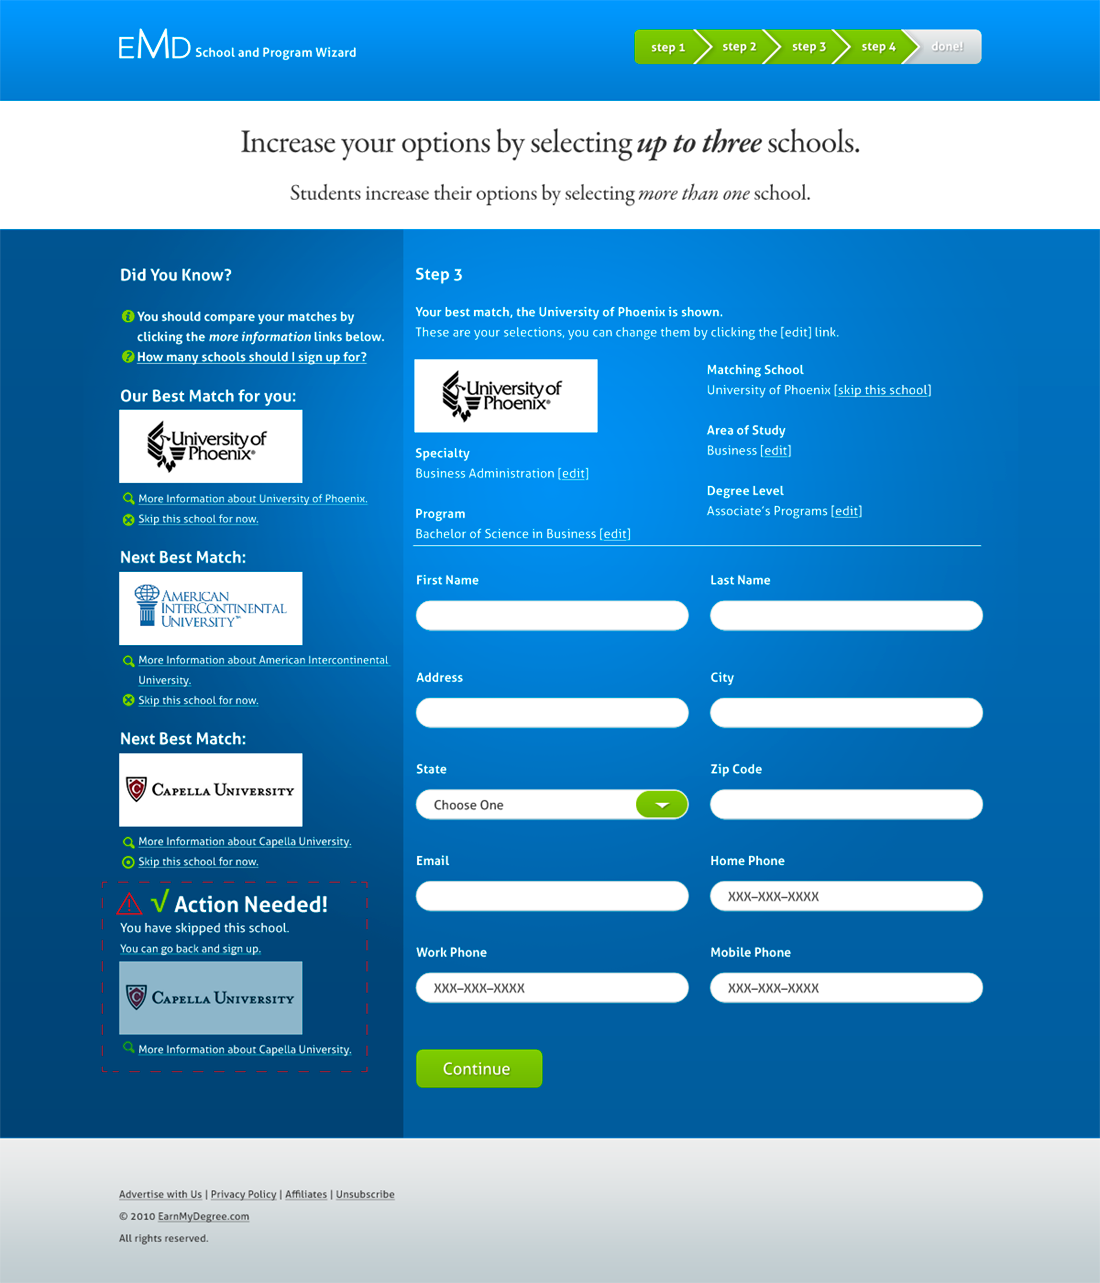 EMD School and Program Wizard
step 1 step 2 step 3 step 4 done!
Increase your options by selecting up to three schools.
Students increase their options by selecting more than one school.
Did You Know?
You should compare your matches by
clicking the more information links below.
How many schools should I sign up for?
Our Best Match for you:
University of
Phoenix®
More Information about University of Phoenix.
Skip this school for now.
Next Best Match:
AMERICAN
INTERCONTINENTAL
UNIVERSITY™
More Information about American Intercontinental
University.
Skip this school for now.
Next Best Match:
C CAPELLA UNIVERSITY
More Information about Capella University.
Skip this school for now.
√ Action Needed!
You have skipped this school.
You can go back and sign up.
C CAPELLA UNIVERSITY
More Information about Capella University.
Step 3
Your best match, the University of Phoenix is shown.
These are your selections, you can change them by clicking the [edit] link.
University of
Phoenix®
Specialty
Business Administration [edit]
Program
Bachelor of Science in Business [edit]
Matching School
University of Phoenix [skip this school]
Area of Study
Business [edit]
Degree Level
Associate's Programs [edit]
First Name
Last Name
Address
City
State
Choose One
Zip Code
Email
Home Phone
XXX–XXX–XXXX
Work Phone
XXX–XXX–XXXX
Mobile Phone
XXX–XXX–XXXX
Continue
Advertise with Us | Privacy Policy | Affiliates | Unsubscribe
© 2010 EarnMyDegree.com
All rights reserved.